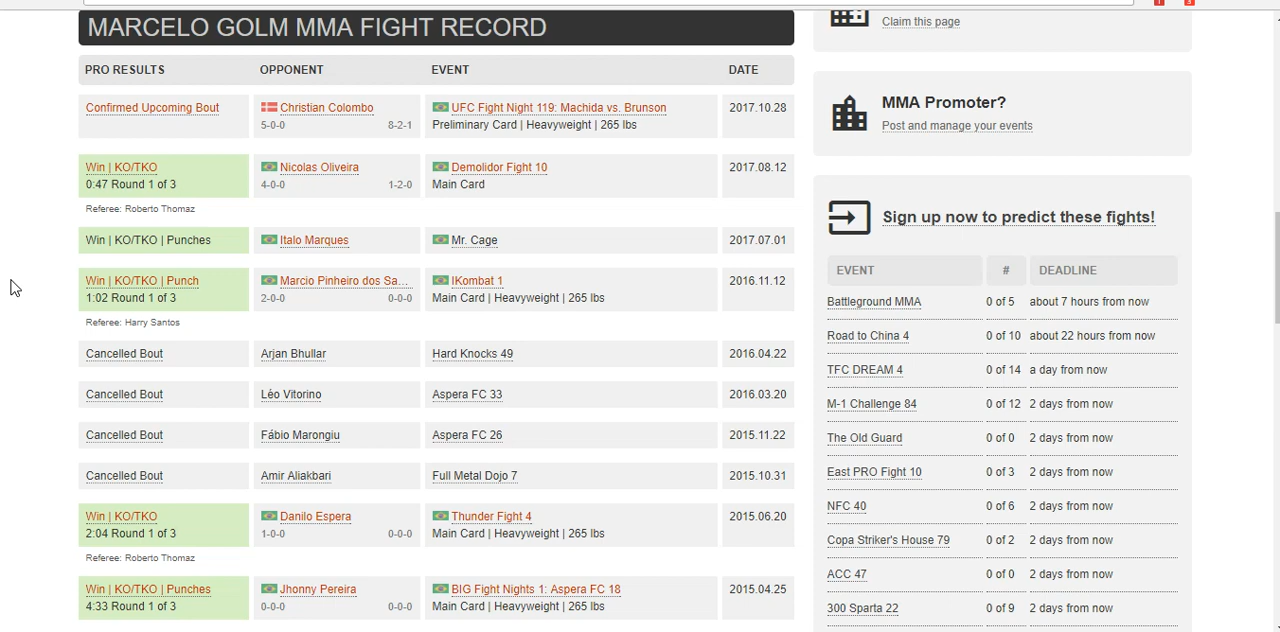 MARCELO GOLM MMA FIGHT RECORD
PRO RESULTS OPPONENT EVENT DATE
Confirmed Upcoming Bout Christian Colombo UFC Fight Night 119: Machida vs. Brunson 2017.10.28
5-0-0 8-2-1 Preliminary Card | Heavyweight | 265 lbs
Win | KO/TKO Nicolas Oliveira Demolidor Fight 10 2017.08.12
0:47 Round 1 of 3 4-0-0 1-2-0 Main Card
Referee: Roberto Thomaz
Win | KO/TKO | Punches Italo Marques Mr. Cage 2017.07.01
Win | KO/TKO | Punch Marcio Pinheiro dos Sa... IKombat 1 2016.11.12
1:02 Round 1 of 3 2-0-0 0-0-0 Main Card | Heavyweight | 265 lbs
Referee: Harry Santos
Cancelled Bout Arjan Bhullar Hard Knocks 49 2016.04.22
Cancelled Bout Léo Vitorino Aspera FC 33 2016.03.20
Cancelled Bout Fábio Marongiu Aspera FC 26 2015.11.22
Cancelled Bout Amir Aliakbari Full Metal Dojo 7 2015.10.31
Win | KO/TKO Danilo Espera Thunder Fight 4 2015.06.20
2:04 Round 1 of 3 1-0-0 0-0-0 Main Card | Heavyweight | 265 lbs
Referee: Roberto Thomaz
Win | KO/TKO | Punches Jhonny Pereira BIG Fight Nights 1: Aspera FC 18 2015.04.25
4:33 Round 1 of 3 0-0-0 0-0-0 Main Card | Heavyweight | 265 lbs
Claim this page
MMA Promoter?
Post and manage your events
Sign up now to predict these fights!
EVENT # DEADLINE
Battleground MMA 0 of 5 about 7 hours from now
Road to China 4 0 of 10 about 22 hours from now
TFC DREAM 4 0 of 14 a day from now
M-1 Challenge 84 0 of 12 2 days from now
The Old Guard 0 of 0 2 days from now
East PRO Fight 10 0 of 3 2 days from now
NFC 40 0 of 6 2 days from now
Copa Striker's House 79 0 of 2 2 days from now
ACC 47 0 of 0 2 days from now
300 Sparta 22 0 of 9 2 days from now